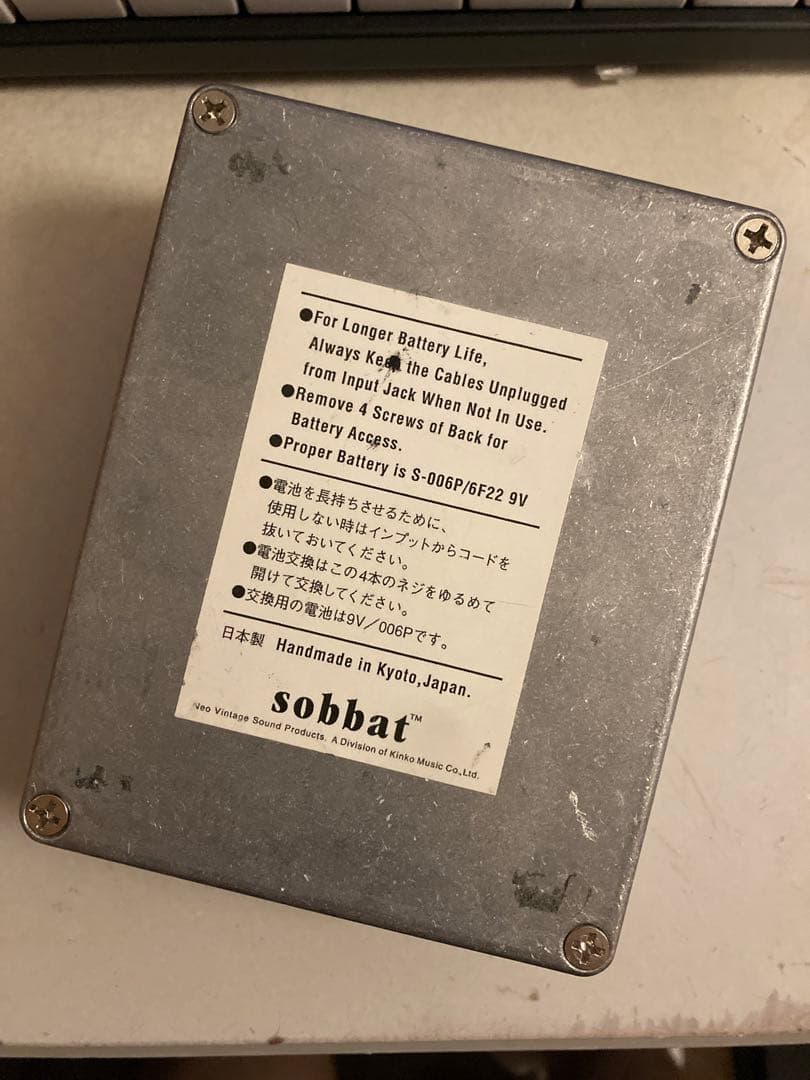 ●For Longer Battery Life,
Always Keep the Cables Unplugged
from Input Jack When Not In Use.
●Remove 4 Screws of Back for
Battery Access.
●Proper Battery is S-006P/6F22 9V
●電池を長持ちさせるために、
使用しない時はインプットからコードを
抜いておいてください。
●電池交換はこの4本のネジをゆるめて
開けて交換してください。
●交換用の電池は9V／006Pです。
日本製 Handmade in Kyoto,Japan.
sobbat™
Neo Vintage Sound Products. A Division of Kinko Music Co.,Ltd.